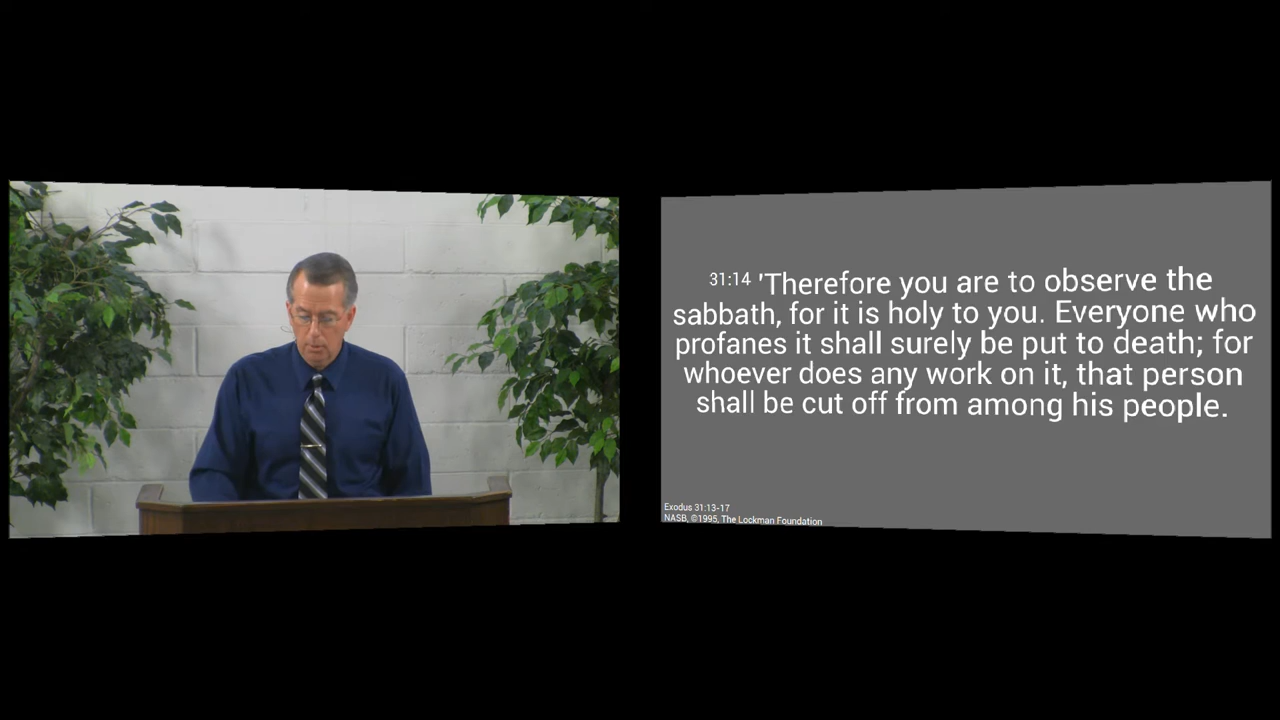 31:14 'Therefore you are to observe the
sabbath, for it is holy to you. Everyone who
profanes it shall surely be put to death; for
whoever does any work on it, that person
shall be cut off from among his people.
Exodus 31:13-17
NASB, ©1995, The Lockman Foundation